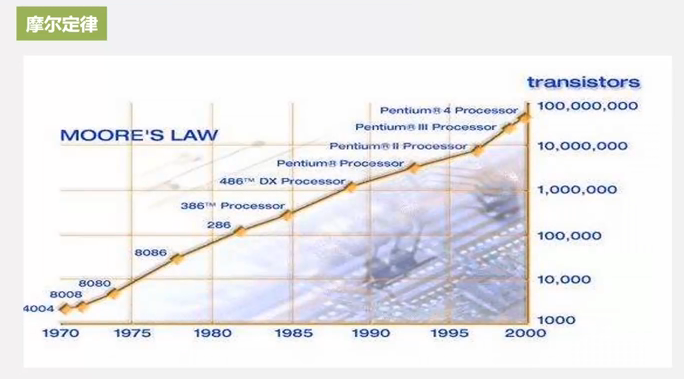 摩尔定律
transistors
MOORE'S LAW
100,000,000
10,000,000
1,000,000
100,000
10,000
1000
Pentium® 4 Processor
Pentium® III Processor
Pentium® II Processor
Pentium® Processor
486™ DX Processor
386™ Processor
286
8086
8080
8008
4004
1970 1975 1980 1985 1990 1995 2000